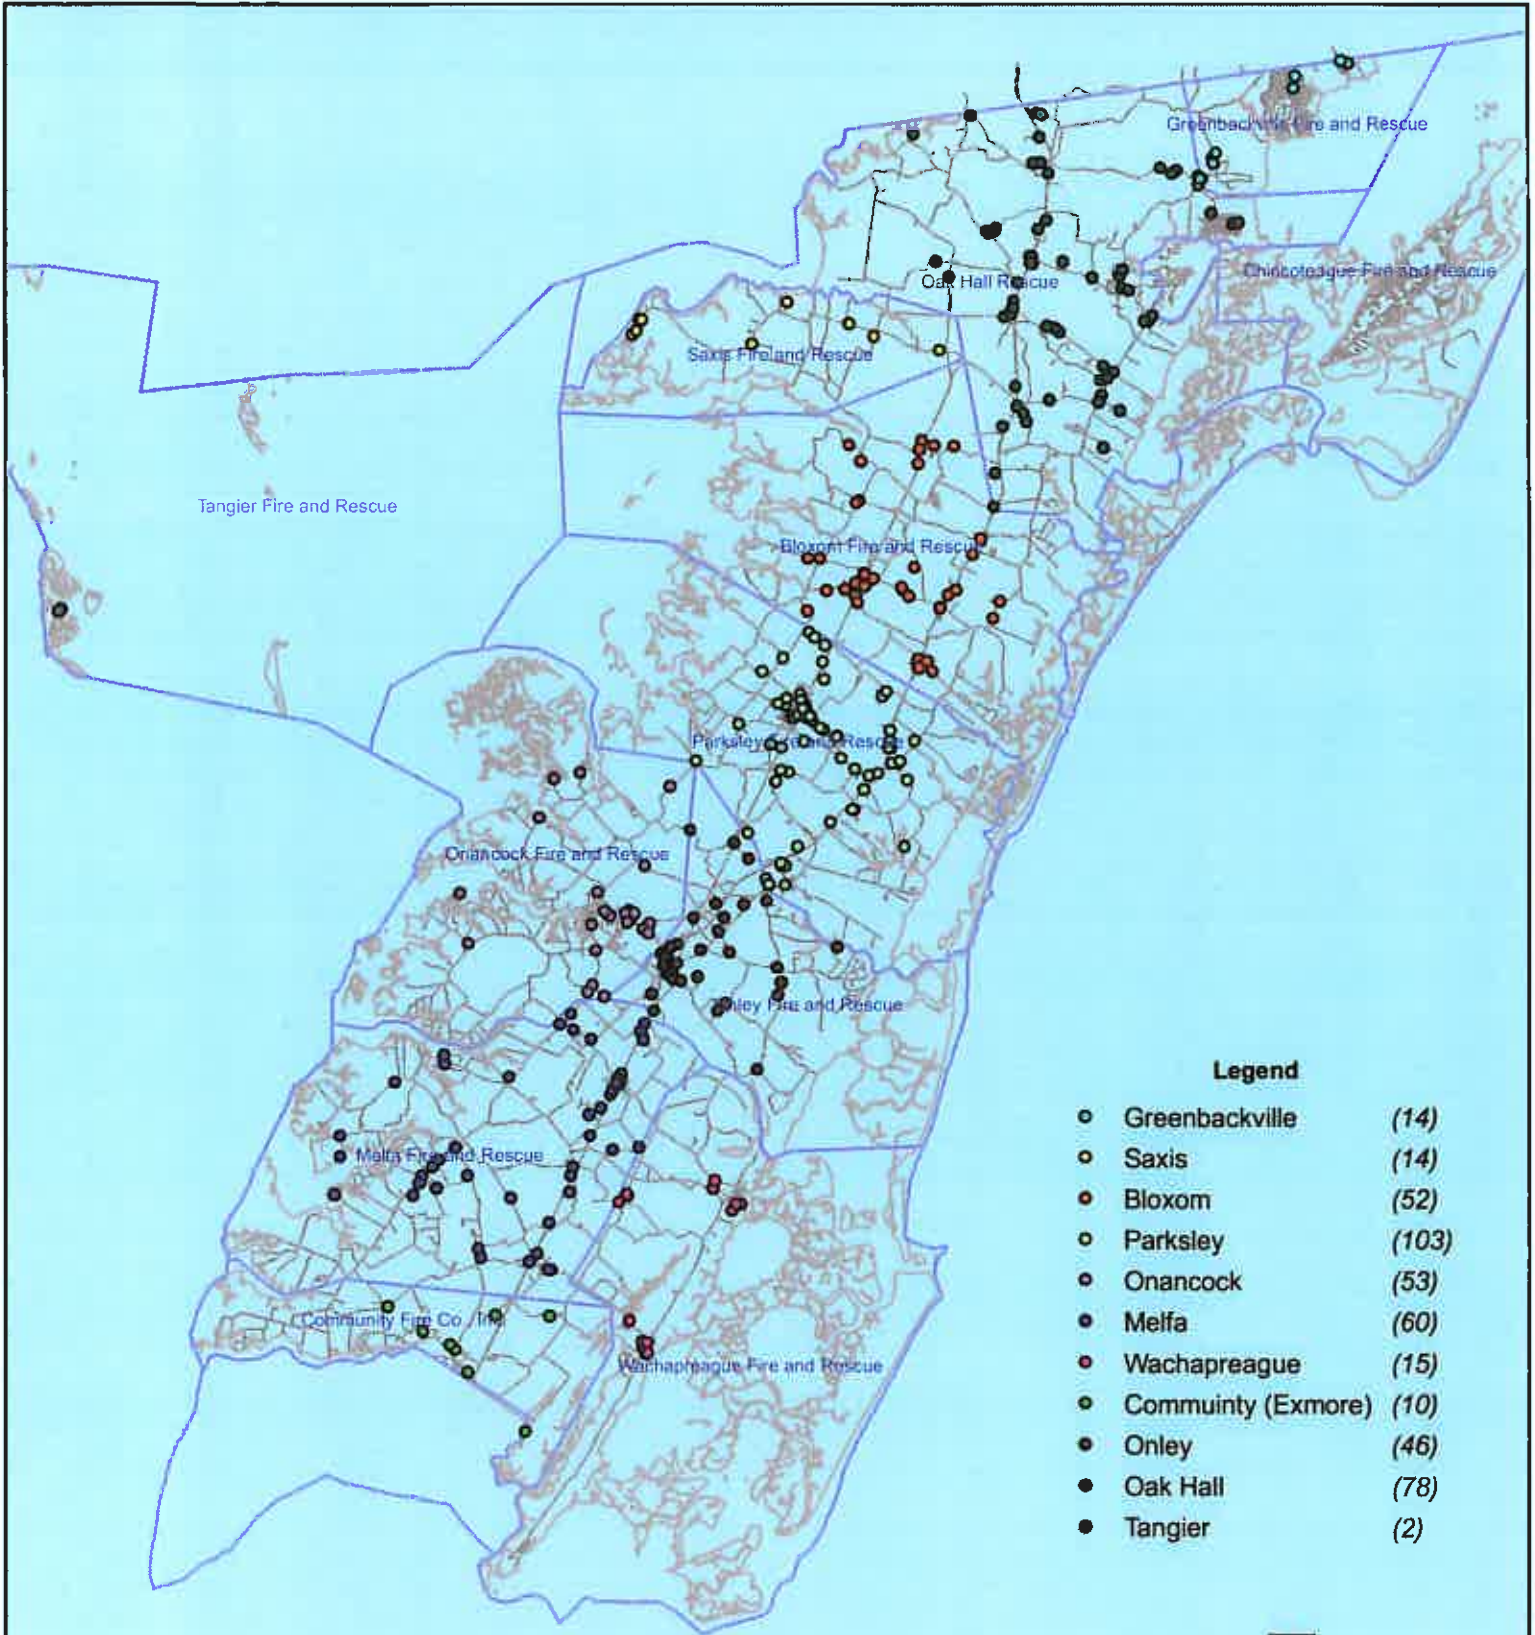 Greenbackville Fire and Rescue
Chincoteague Fire and Rescue
Oak Hall Rescue
Saxis Fire and Rescue
Tangier Fire and Rescue
Bloxom Fire and Rescue
Parksley Fire and Rescue
Onancock Fire and Rescue
Onley Fire and Rescue
Melfa Fire and Rescue
Community Fire Co., Inc.
Wachapreague Fire and Rescue
Legend
Greenbackville (14)
Saxis (14)
Bloxom (52)
Parksley (103)
Onancock (53)
Melfa (60)
Wachapreague (15)
Commuinty (Exmore) (10)
Onley (46)
Oak Hall (78)
Tangier (2)